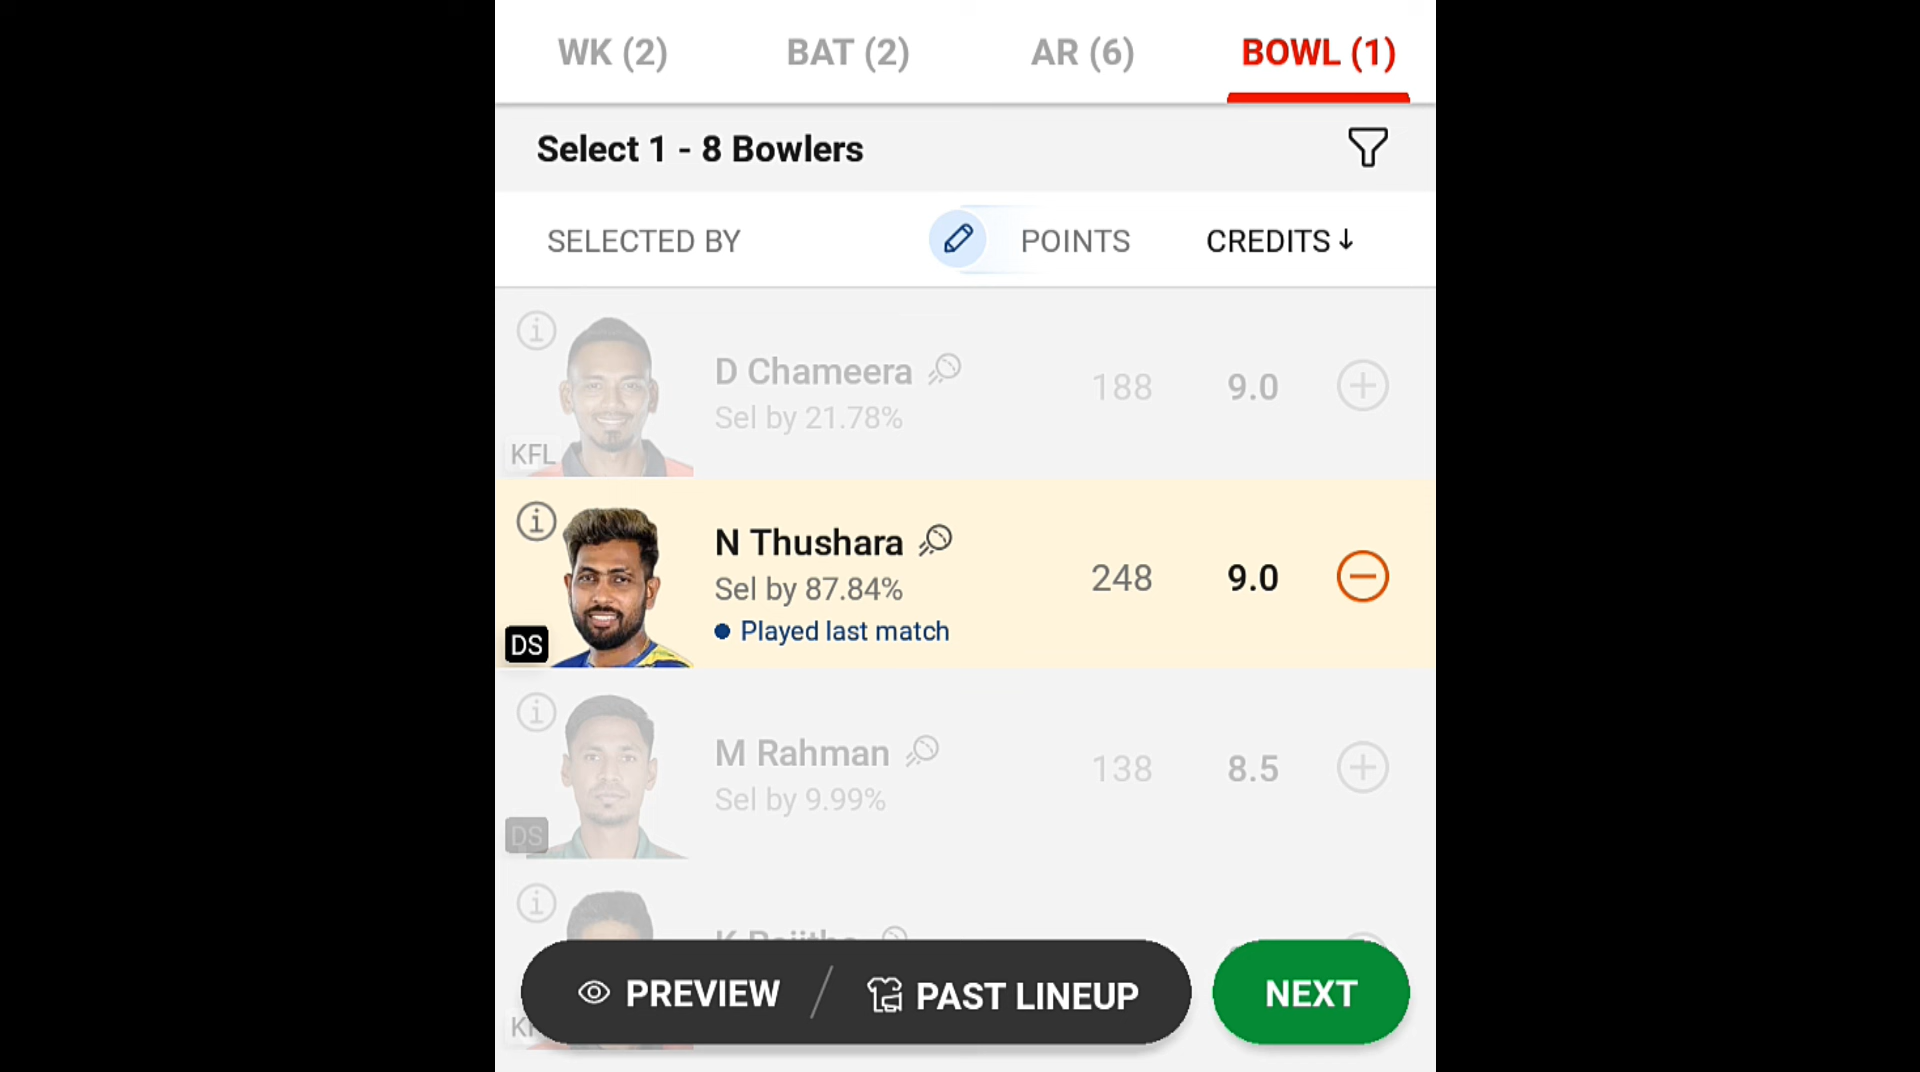 WK (2) BAT (2) AR (6) BOWL (1)
Select 1 - 8 Bowlers
SELECTED BY POINTS CREDITS ↓
D Chameera 188 9.0
Sel by 21.78%
KFL
N Thushara 248 9.0
Sel by 87.84%
Played last match
DS
M Rahman 138 8.5
Sel by 9.99%
DS
PREVIEW / PAST LINEUP NEXT